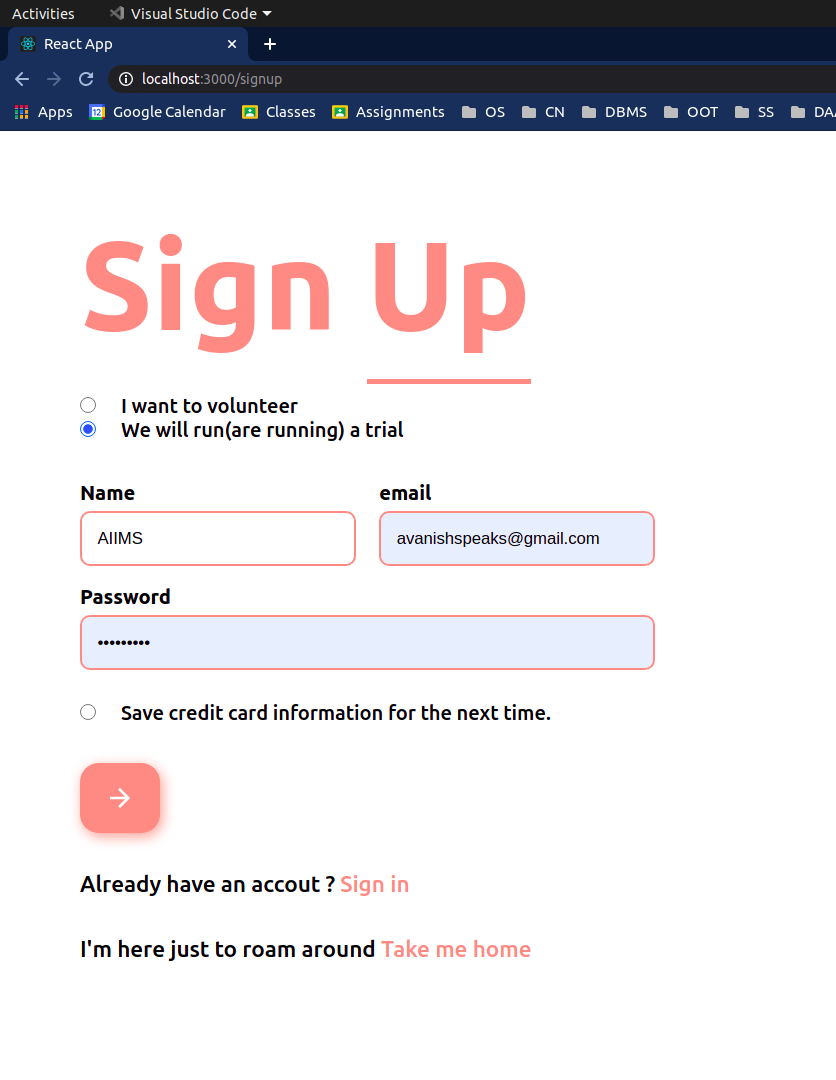 Activities Visual Studio Code
React App
localhost:3000/signup
Apps Google Calendar Classes Assignments OS CN DBMS OOT SS DAA
Sign Up
I want to volunteer
We will run(are running) a trial
Name email
AIIMS avanishspeaks@gmail.com
Password
•••••••••
Save credit card information for the next time.
Already have an accout ? Sign in
I'm here just to roam around Take me home